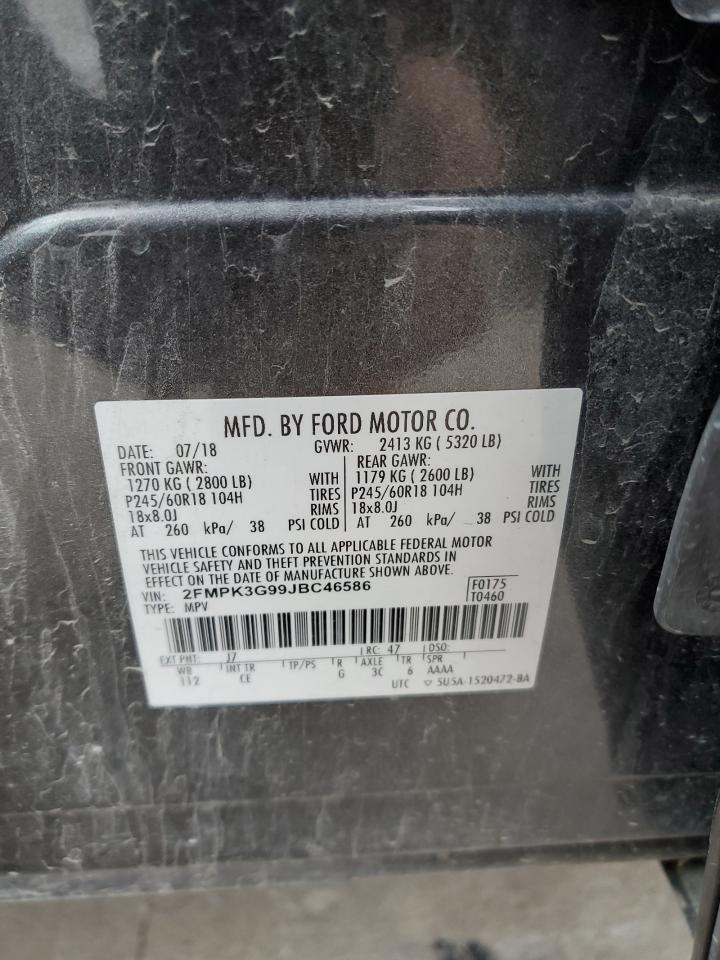 MFD. BY FORD MOTOR CO.
DATE: 07/18 GVWR: 2413 KG ( 5320 LB)
FRONT GAWR: REAR GAWR:
1270 KG ( 2800 LB) WITH 1179 KG ( 2600 LB) WITH
P245/60R18 104H TIRES P245/60R18 104H TIRES
18x8.0J RIMS 18x8.0J RIMS
AT 260 kPa/ 38 PSI COLD AT 260 kPa/ 38 PSI COLD
THIS VEHICLE CONFORMS TO ALL APPLICABLE FEDERAL MOTOR
VEHICLE SAFETY AND THEFT PREVENTION STANDARDS IN
EFFECT ON THE DATE OF MANUFACTURE SHOWN ABOVE.
VIN: 2FMPK3G99JBC46586 F0175
TYPE: MPV T0460
EXT PNT: J7 RC: 47 DSO:
WB INT TR TP/PS R AXLE TR SPR
112 CE G 3C 6 AAAA
UTC ▽ 5U5A-1520472-BA